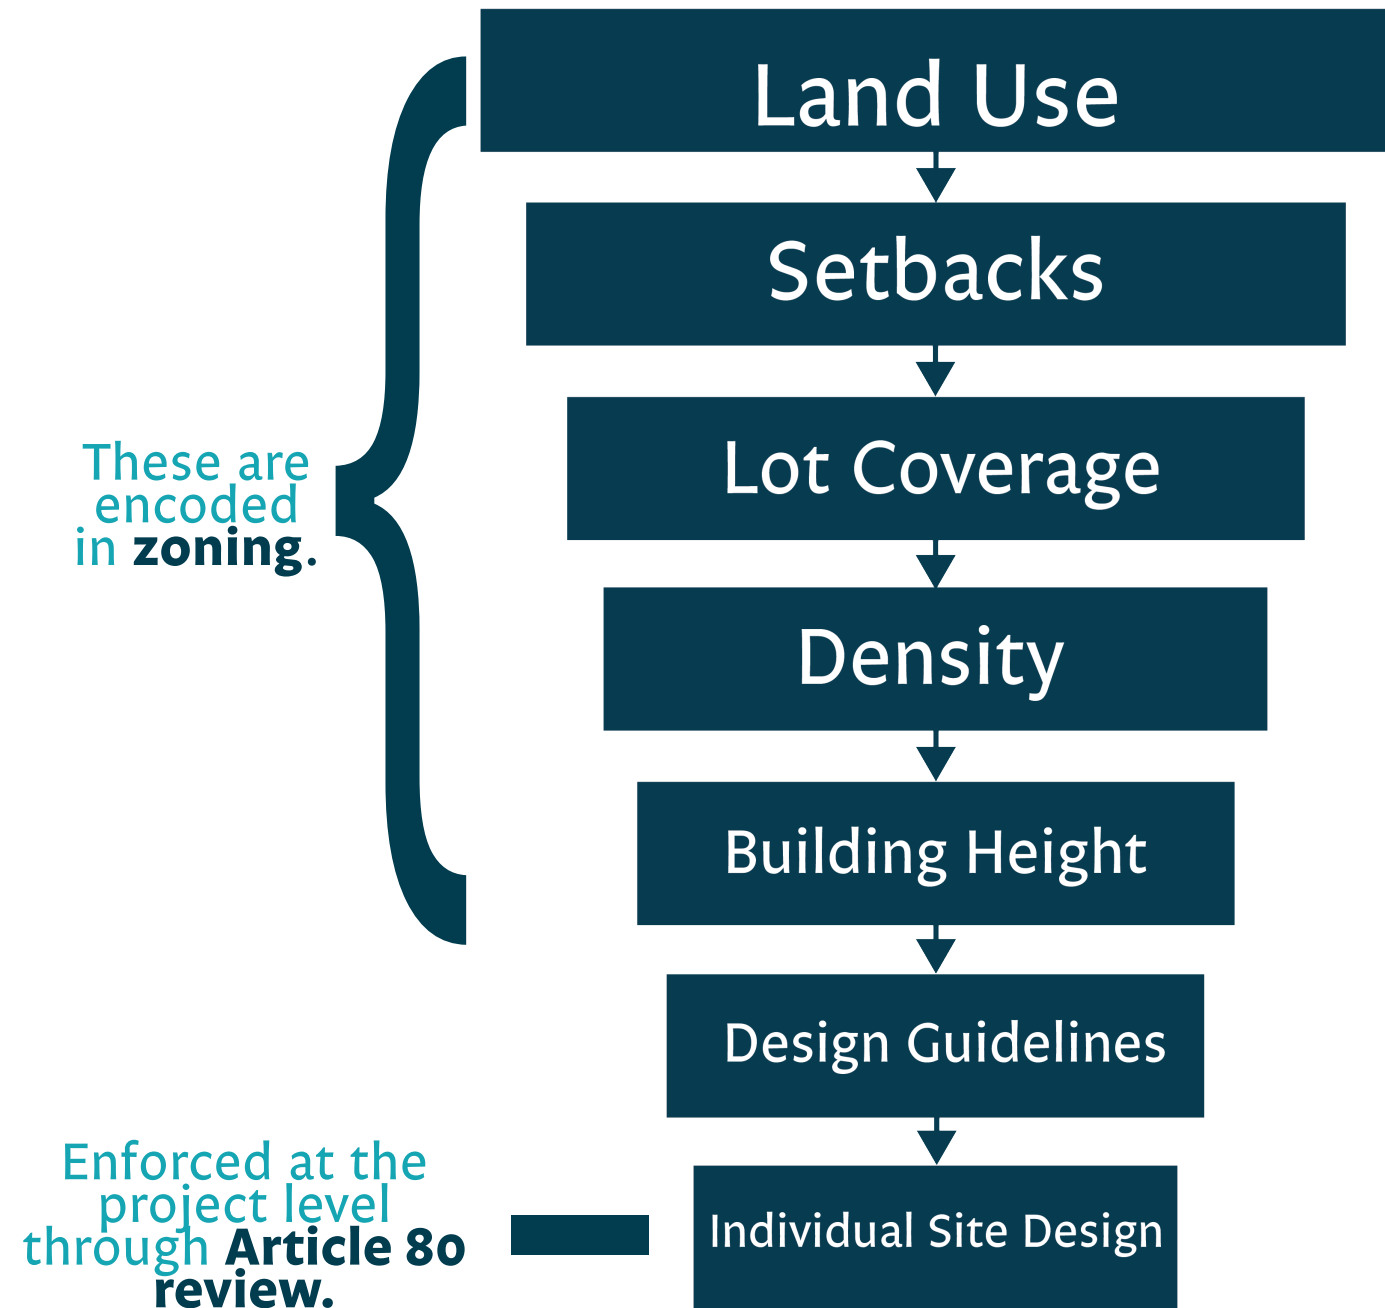 Land Use
Setbacks
Lot Coverage
Density
Building Height
Design Guidelines
Individual Site Design
These are
encoded
in zoning.
Enforced at the
project level
through Article 80
review.